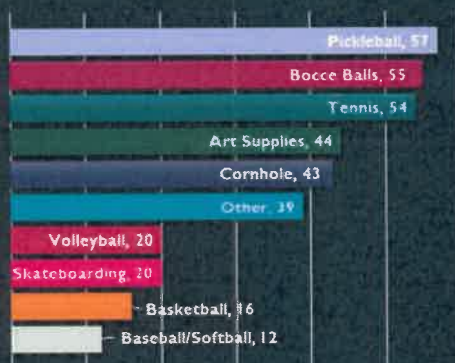 Pickleball, 57
Bocce Balls, 55
Tennis, 54
Art Supplies, 44
Cornhole, 43
Other, 39
Volleyball, 20
Skateboarding, 20
Basketball, 16
Baseball/Softball, 12